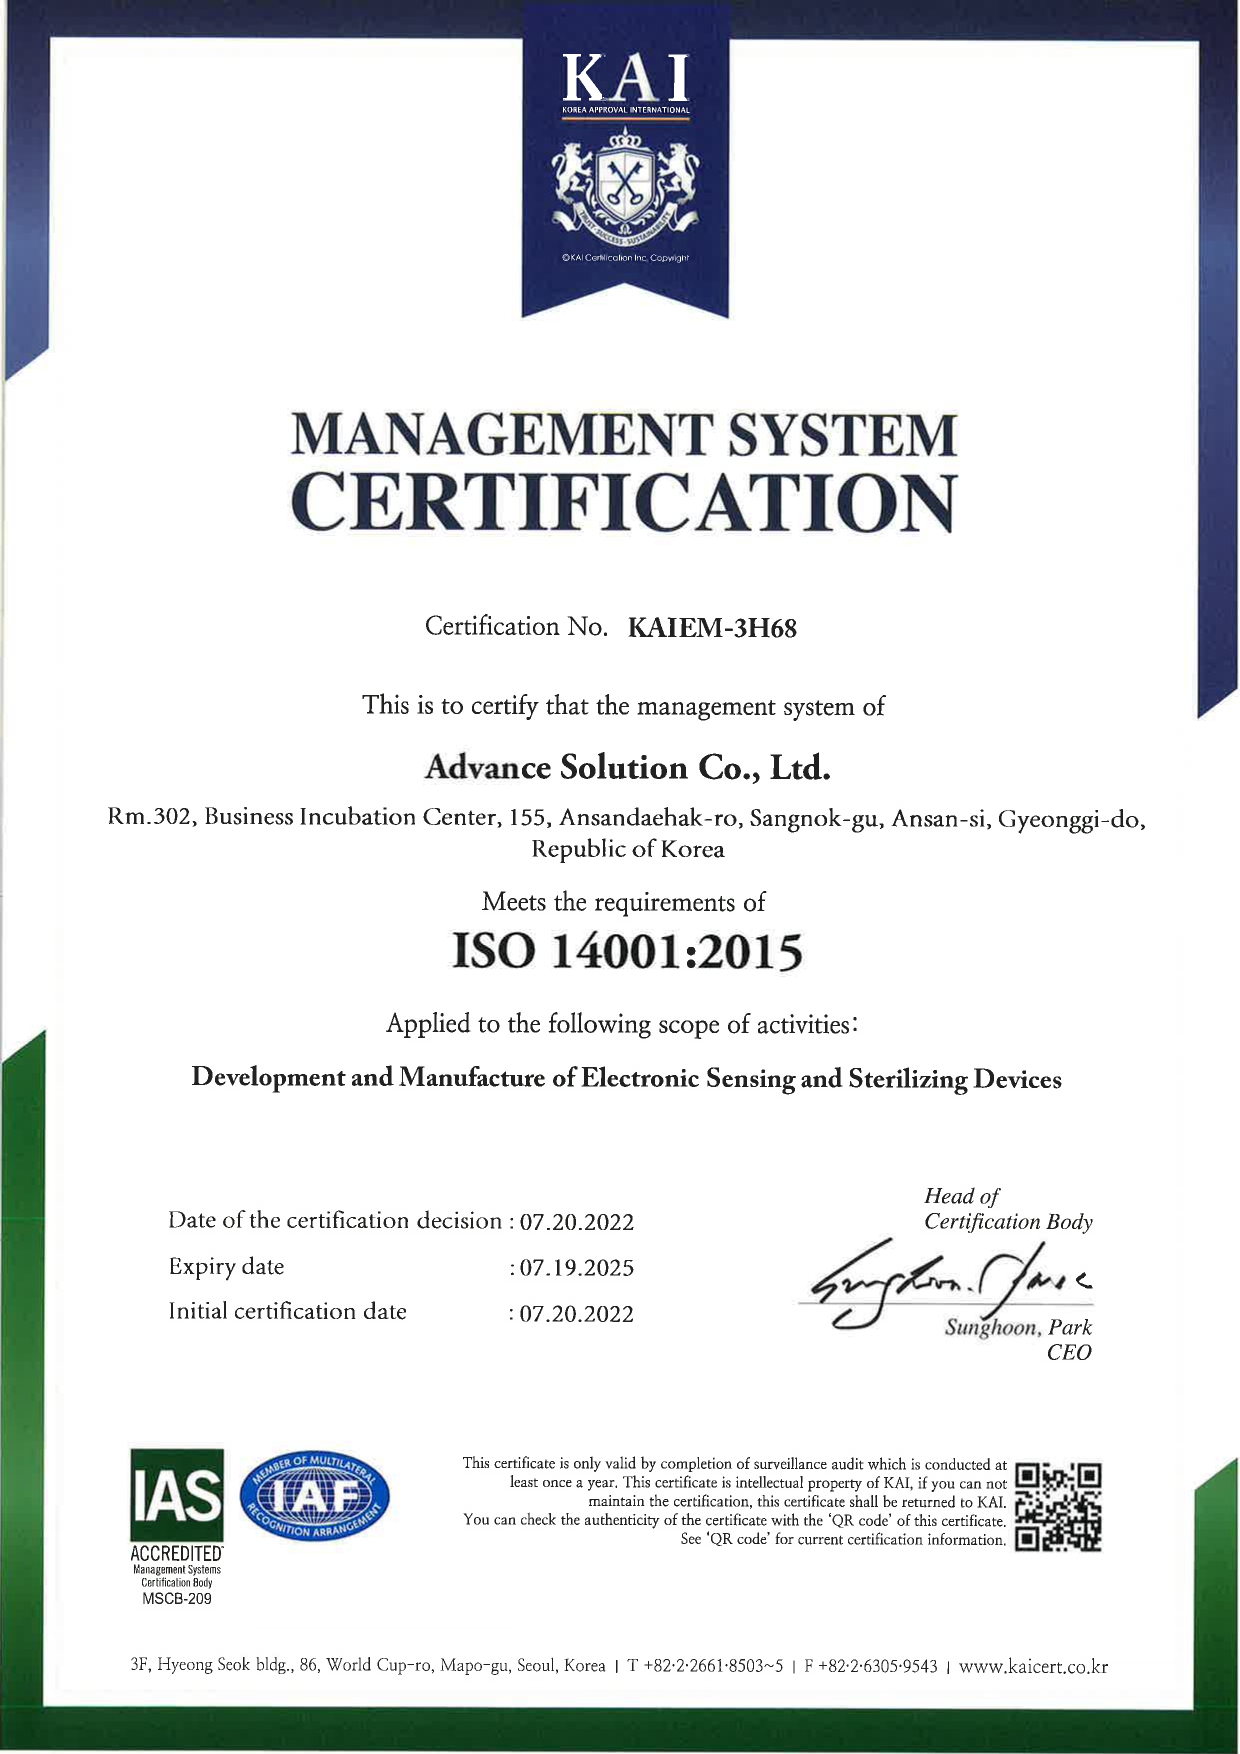 KAI
KOREA APPROVAL INTERNATIONAL
TRUST·SUCCESS·SUSTAINABILITY
©KAI Certification Inc. Copyright
MANAGEMENT SYSTEM
CERTIFICATION
Certification No. KAIEM-3H68
This is to certify that the management system of
Advance Solution Co., Ltd.
Rm.302, Business Incubation Center, 155, Ansandaehak-ro, Sangnok-gu, Ansan-si, Gyeonggi-do,
Republic of Korea
Meets the requirements of
ISO 14001:2015
Applied to the following scope of activities:
Development and Manufacture of Electronic Sensing and Sterilizing Devices
Date of the certification decision : 07.20.2022
Expiry date : 07.19.2025
Initial certification date : 07.20.2022
Head of
Certification Body
Sunghoon, Park
CEO
IAS
ACCREDITED
Management Systems
Certification Body
MSCB-209
MEMBER OF MULTILATERAL
IAF
RECOGNITION ARRANGEMENT
This certificate is only valid by completion of surveillance audit which is conducted at
least once a year. This certificate is intellectual property of KAI, if you can not
maintain the certification, this certificate shall be returned to KAI.
You can check the authenticity of the certificate with the ‘QR code’ of this certificate.
See ‘QR code’ for current certification information.
3F, Hyeong Seok bldg., 86, World Cup-ro, Mapo-gu, Seoul, Korea | T +82·2·2661·8503~5 | F +82·2·6305·9543 | www.kaicert.co.kr